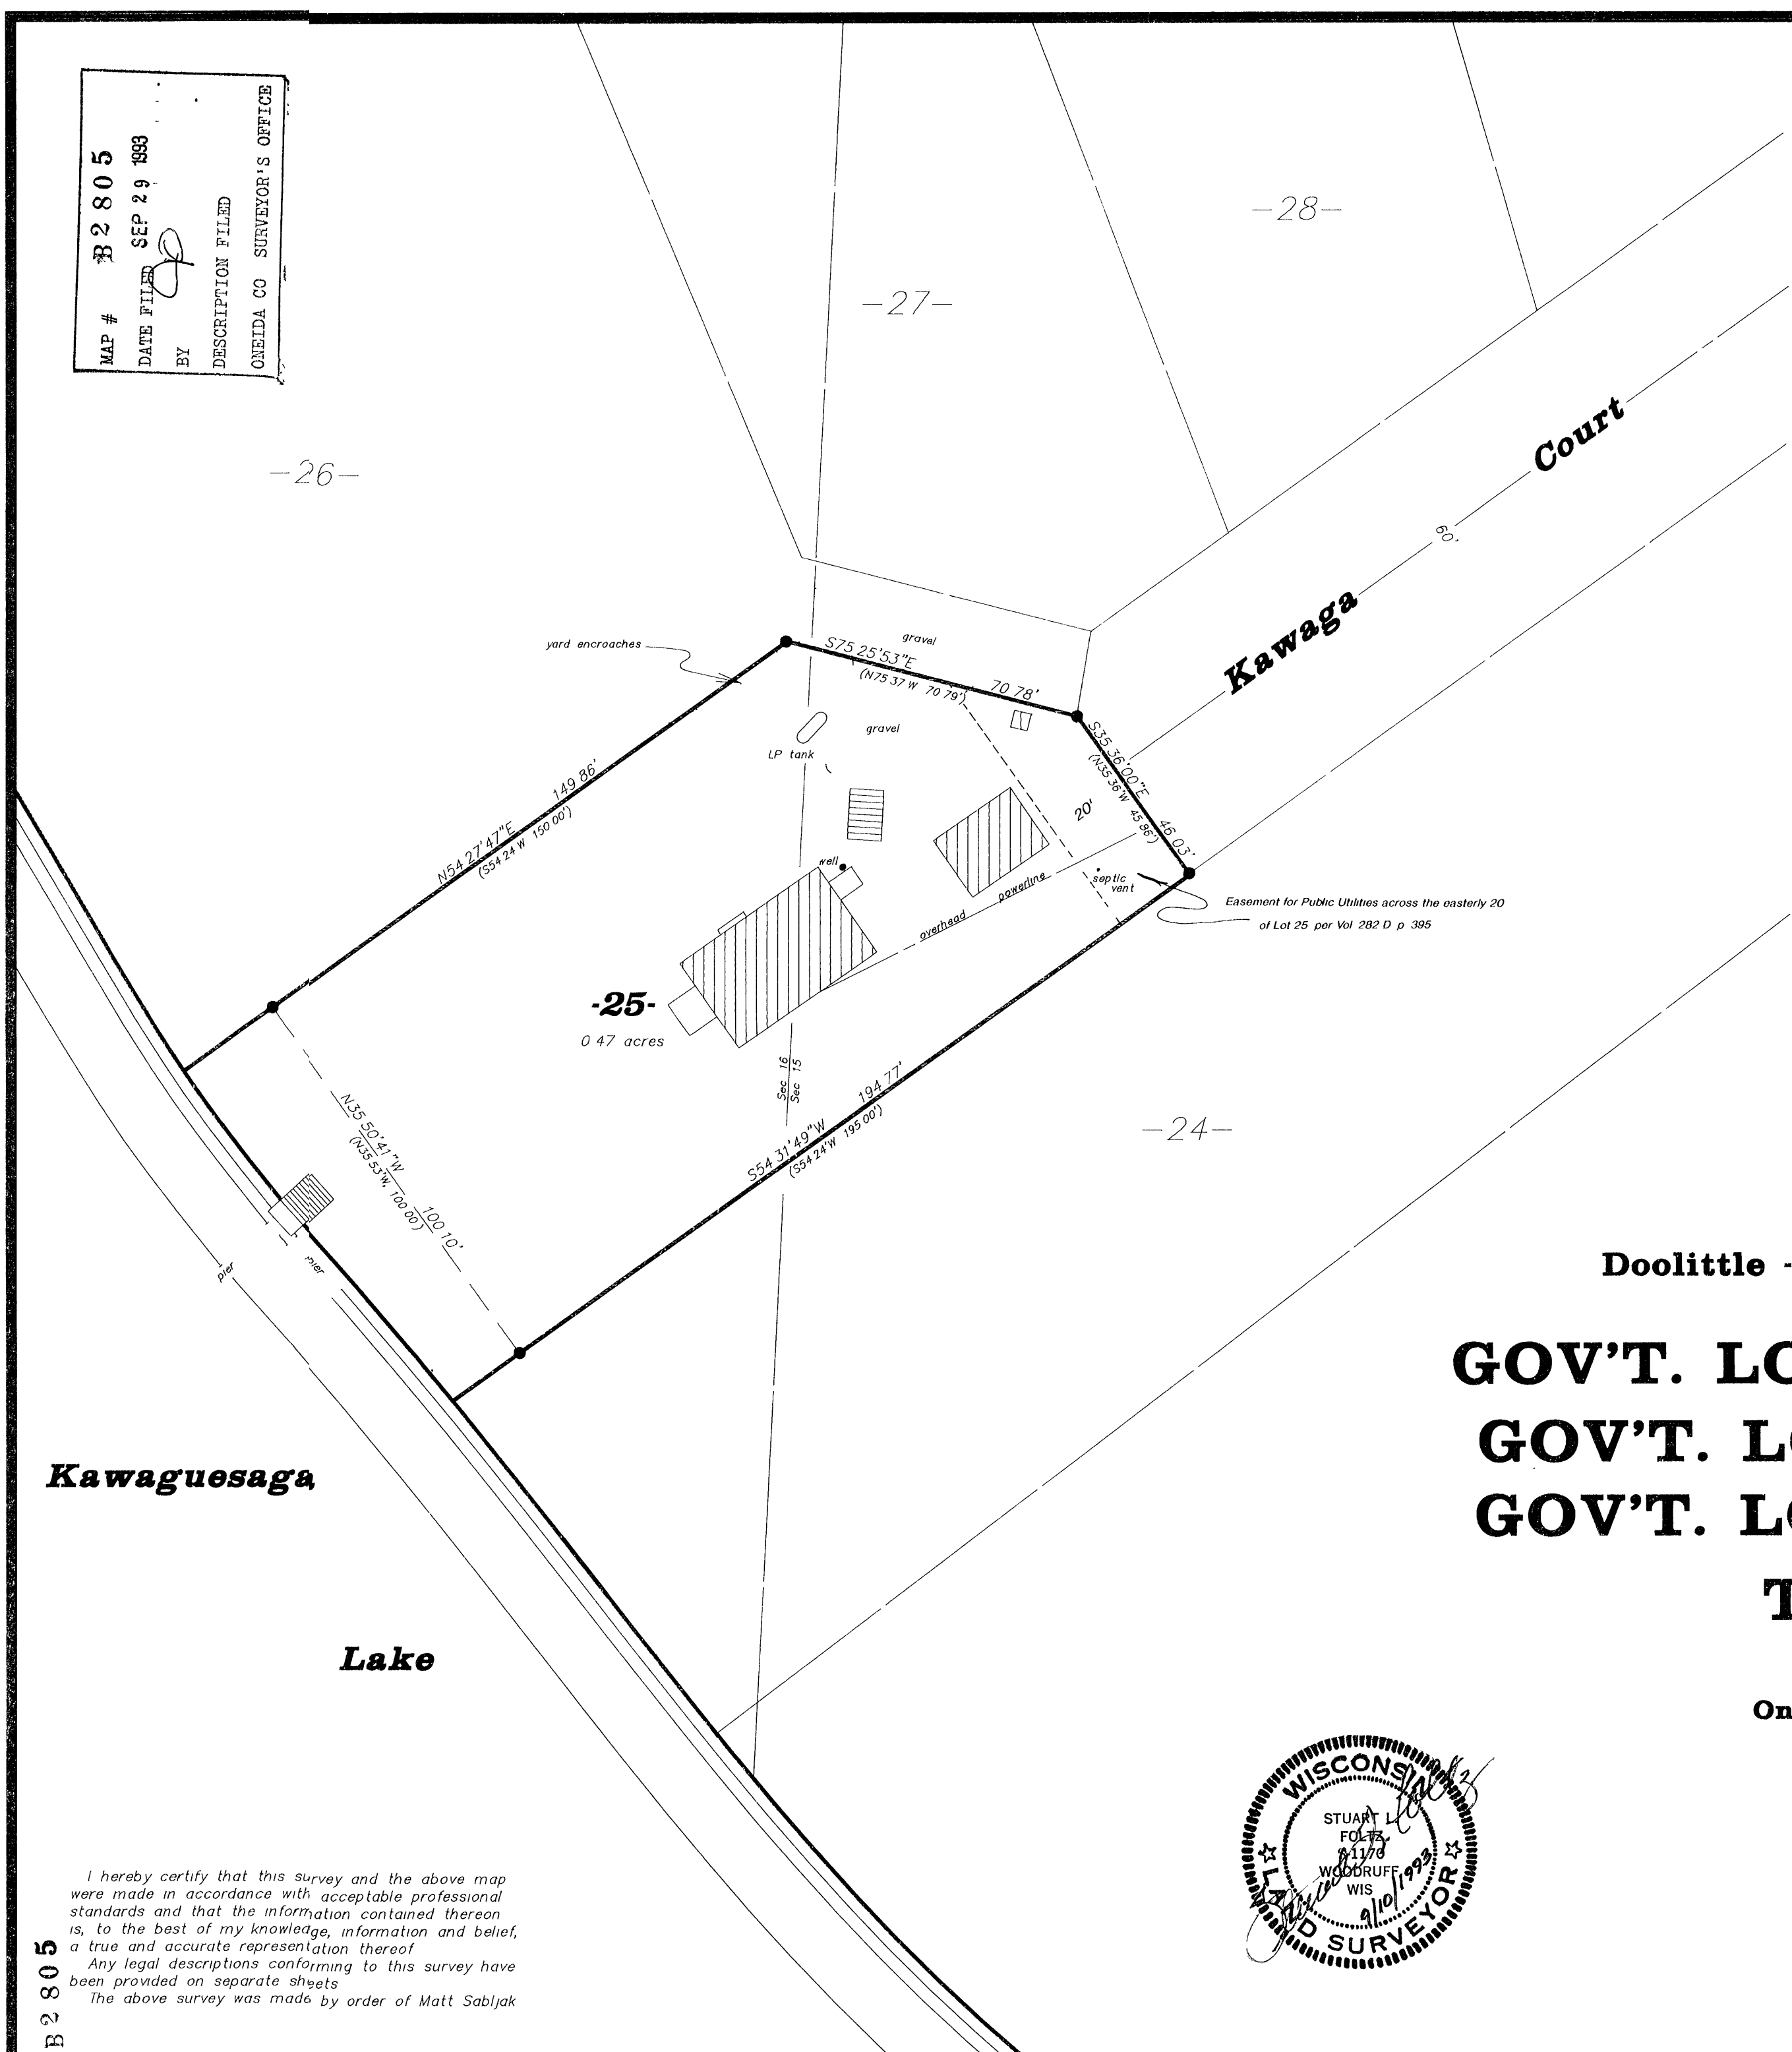 MAP # B2805
DATE FILED SEP 29 1993
BY
DESCRIPTION FILED
ONEIDA CO SURVEYOR'S OFFICE
-28-
-27-
-26-
Court
60'
Kawaga
yard encroaches
gravel
S75 25'53"E
70 78'
(N75 37 W 70 79')
gravel
LP tank
S35 36'00"E
46 03'
(N35 36'W 45 86')
20'
149 86'
N54 27'47"E
(S54 24 W 150 00')
well
septic
vent
overhead powerline
Easement for Public Utilities across the easterly 20
of Lot 25 per Vol 282 D p 395
-25-
0 47 acres
Sec 16
Sec 15
194 77'
S54 31'49"W
(S54 24'W 195 00')
-24-
N35 50'41"W
100 10'
(N35 53'W, 100 00')
pier
pier
Doolittle -
GOV'T. LO
GOV'T. LO
GOV'T. LO
T
On
Kawaguesaga
Lake
WISCONSIN
STUART L.
FOLTZ
S-1170
WOODRUFF
WIS
9/10/1993
LAND SURVEYOR
I hereby certify that this survey and the above map
were made in accordance with acceptable professional
standards and that the information contained thereon
is, to the best of my knowledge, information and belief,
a true and accurate representation thereof
Any legal descriptions conforming to this survey have
been provided on separate sheets
The above survey was made by order of Matt Sabljak
B2805